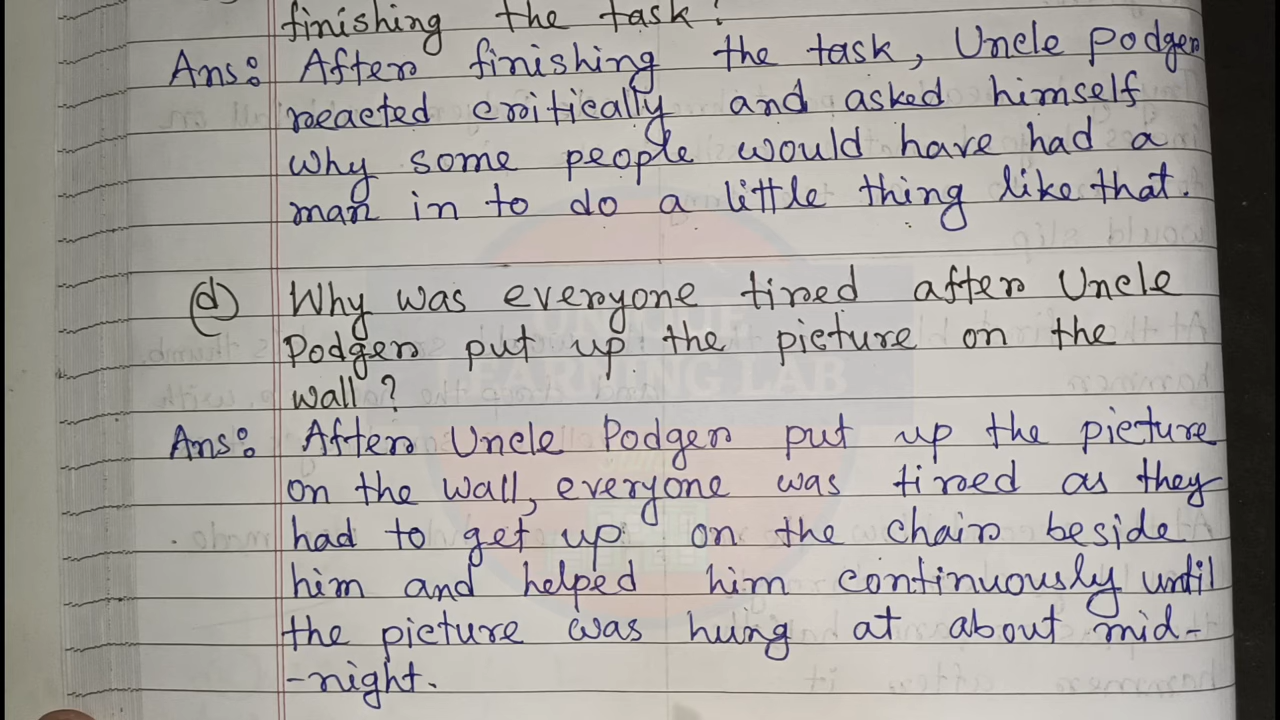 finishing the task?
Ans: After finishing the task, Uncle Podger
reacted critically and asked himself
why some people would have had a
man in to do a little thing like that.
(d) Why was everyone tired after Uncle
Podger put up the picture on the
wall?
Ans: After Uncle Podger put up the picture
on the wall, everyone was tired as they
had to get up on the chair beside
him and helped him continuously until
the picture was hung at about mid-
-night.
UNIQUE
LEARNING LAB